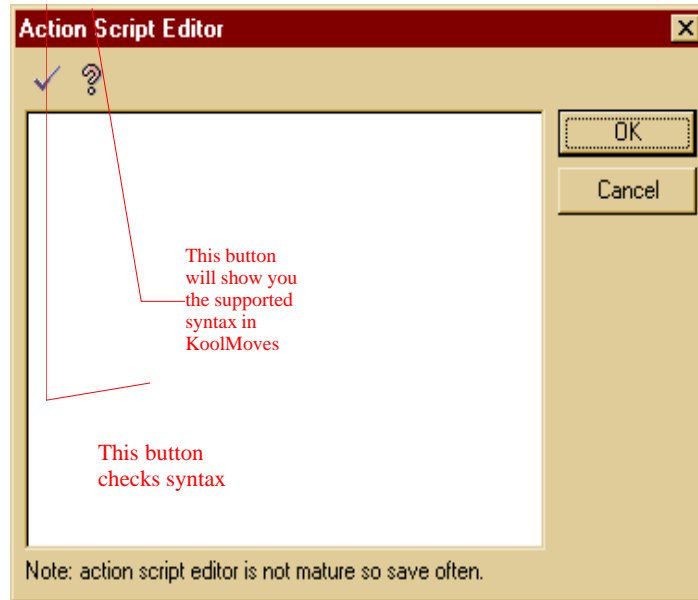 Action Script Editor
OK
Cancel
This button
will show you
the supported
syntax in
KoolMoves
This button
checks syntax
Note: action script editor is not mature so save often.